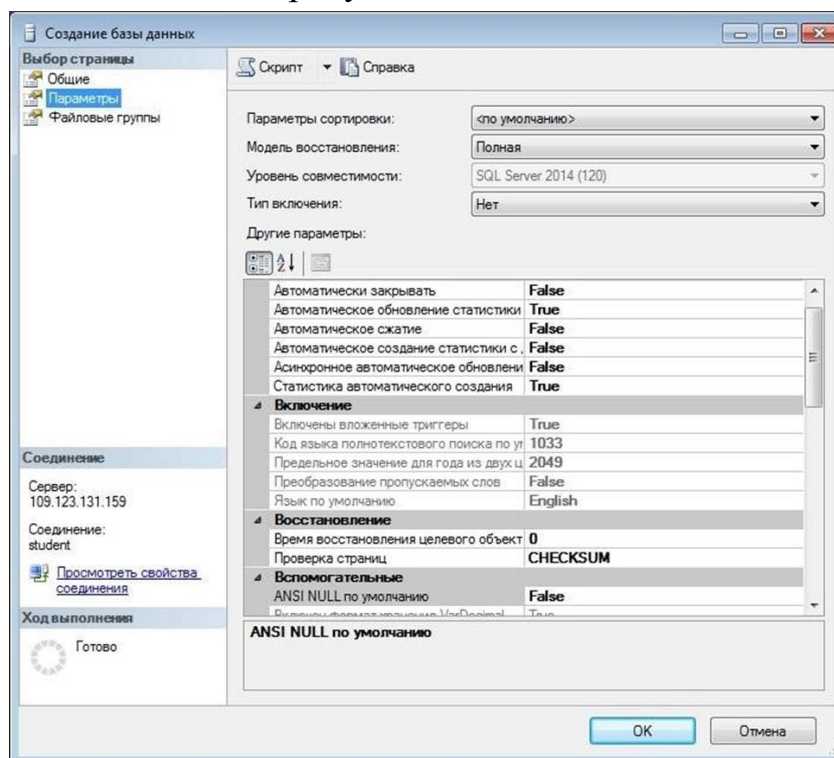 Создание базы данных
Выбор страницы
Общие
Параметры
Файловые группы
Скрипт
Справка
Параметры сортировки:
<по умолчанию>
Модель восстановления:
Полная
Уровень совместимости:
SQL Server 2014 (120)
Тип включения:
Нет
Другие параметры:
Автоматически закрывать False
Автоматическое обновление статистики True
Автоматическое сжатие False
Автоматическое создание статистики с False
Асинхронное автоматическое обновлени False
Статистика автоматического создания True
Включение
Включены вложенные триггеры True
Код языка полнотекстового поиска по ум 1033
Предельное значение для года из двух ц 2049
Преобразование пропускаемых слов False
Язык по умолчанию English
Восстановление
Время восстановления целевого объект 0
Проверка страниц CHECKSUM
Вспомогательные
ANSI NULL по умолчанию False
Включен формат хранения VarDecimal True
ANSI NULL по умолчанию
Соединение
Сервер:
109.123.131.159
Соединение:
student
Просмотреть свойства
соединения
Ход выполнения
Готово
OK
Отмена